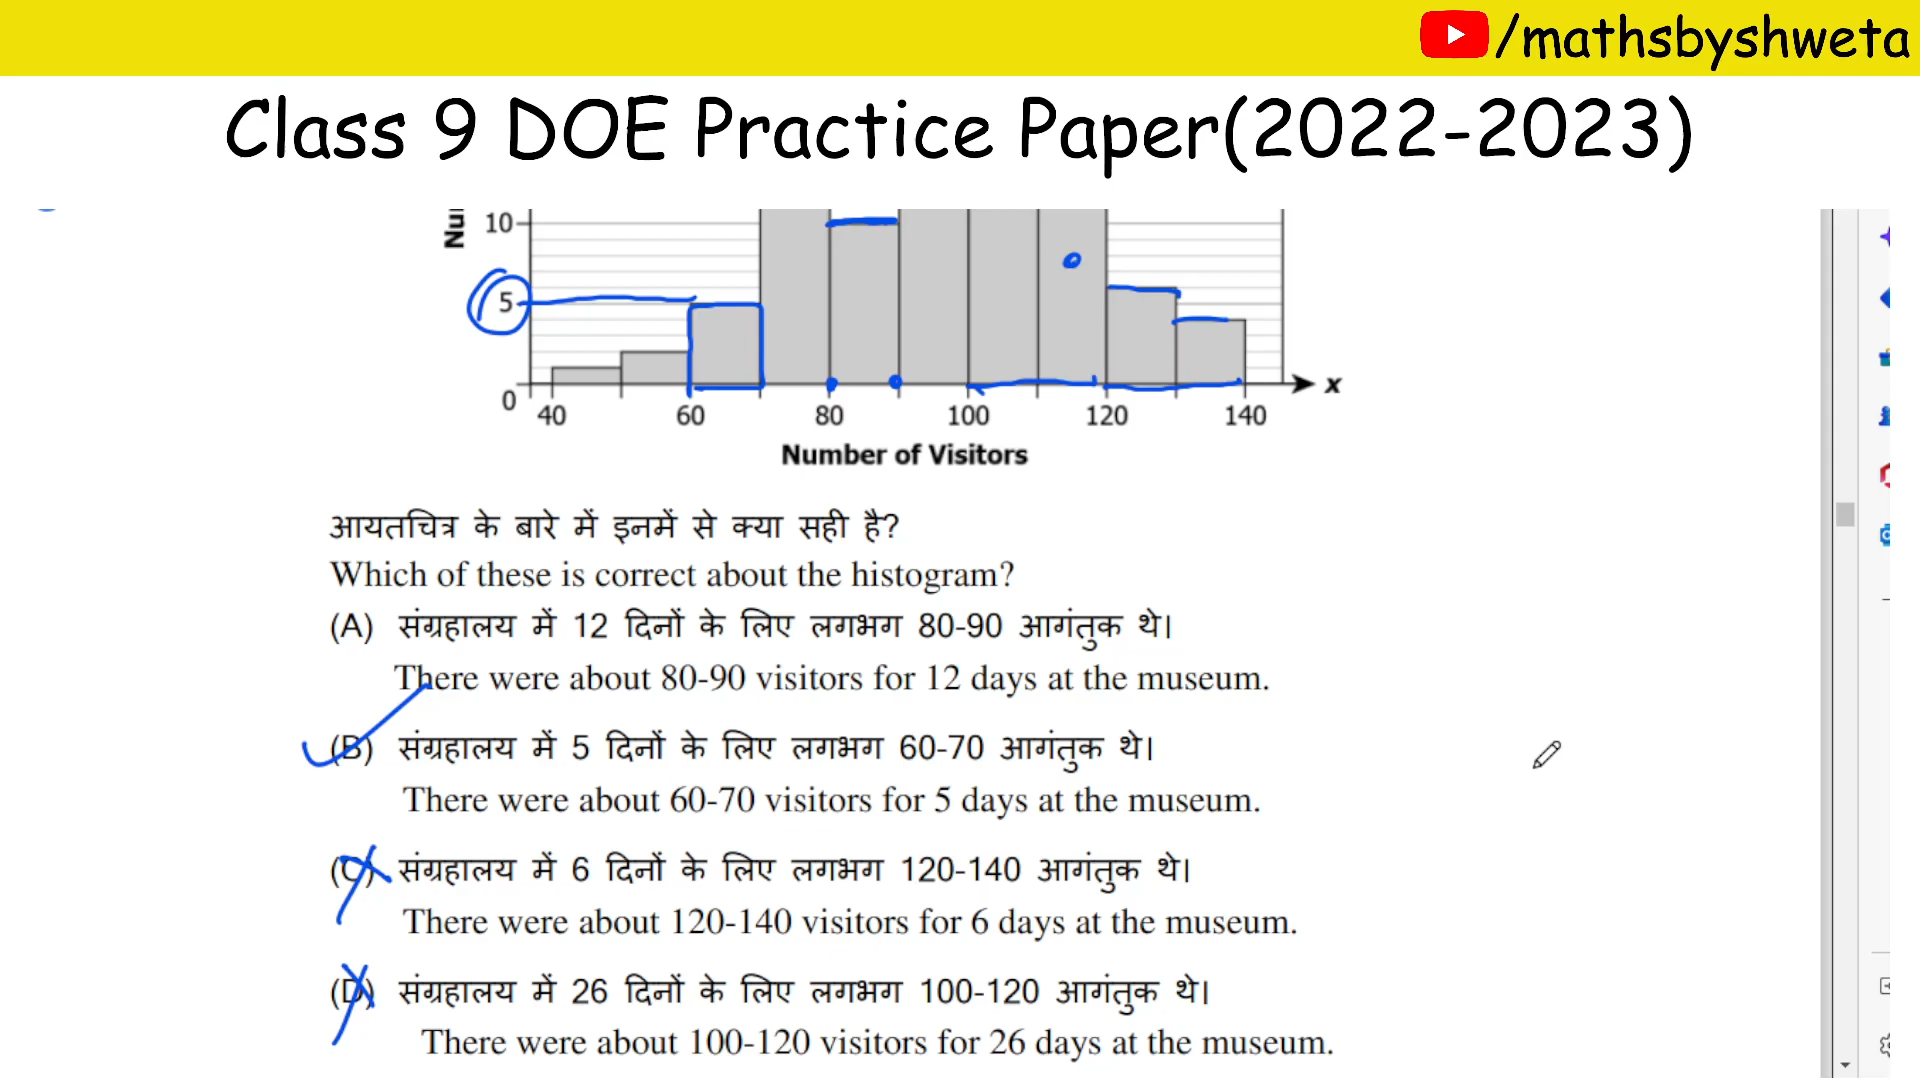 /mathsbyshweta
Class 9 DOE Practice Paper(2022-2023)
10
5
0
40 60 80 100 120 140
x
Number of Visitors
आयतचित्र के बारे में इनमें से क्या सही है?
Which of these is correct about the histogram?
(A) संग्रहालय में 12 दिनों के लिए लगभग 80-90 आगंतुक थे।
There were about 80-90 visitors for 12 days at the museum.
(B) संग्रहालय में 5 दिनों के लिए लगभग 60-70 आगंतुक थे।
There were about 60-70 visitors for 5 days at the museum.
(C) संग्रहालय में 6 दिनों के लिए लगभग 120-140 आगंतुक थे।
There were about 120-140 visitors for 6 days at the museum.
(D) संग्रहालय में 26 दिनों के लिए लगभग 100-120 आगंतुक थे।
There were about 100-120 visitors for 26 days at the museum.